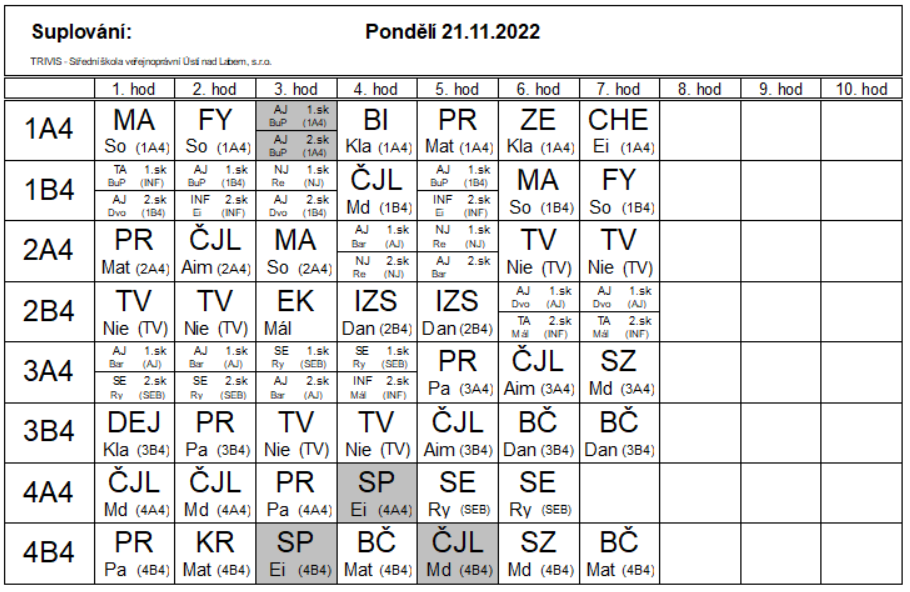 Suplování: Pondělí 21.11.2022
TRIVIS - Střední škola veřejnoprávní Ústí nad Labem, s.r.o.
1. hod 2. hod 3. hod 4. hod 5. hod 6. hod 7. hod 8. hod 9. hod 10. hod
1A4 MA FY AJ 1.sk BI PR ZE CHE
BuP (1A4)
AJ 2.sk
So (1A4) So (1A4) BuP (1A4) Kla (1A4) Mat (1A4) Kla (1A4) Ei (1A4)
1B4 TA 1.sk AJ 1.sk NJ 1.sk ČJL AJ 1.sk MA FY
BuP (INF) BuP (1B4) Re (NJ) BuP (1B4)
AJ 2.sk INF 2.sk AJ 2.sk INF 2.sk
Dvo (1B4) Ei (INF) Dvo (1B4) Md (1B4) Ei (INF) So (1B4) So (1B4)
2A4 PR ČJL MA AJ 1.sk NJ 1.sk TV TV
Bar (AJ) Re (NJ)
NJ 2.sk AJ 2.sk
Mat (2A4) Aim (2A4) So (2A4) Re (NJ) Bar Nie (TV) Nie (TV)
2B4 TV TV EK IZS IZS AJ 1.sk AJ 1.sk
Dvo (AJ) Dvo (AJ)
TA 2.sk TA 2.sk
Nie (TV) Nie (TV) Mál Dan (2B4) Dan (2B4) Mál (INF) Mál (INF)
3A4 AJ 1.sk AJ 1.sk SE 1.sk SE 1.sk PR ČJL SZ
Bar (AJ) Bar (AJ) Ry (SEB) Ry (SEB)
SE 2.sk SE 2.sk AJ 2.sk INF 2.sk
Ry (SEB) Ry (SEB) Bar (AJ) Mál (INF) Pa (3A4) Aim (3A4) Md (3A4)
3B4 DEJ PR TV TV ČJL BČ BČ
Kla (3B4) Pa (3B4) Nie (TV) Nie (TV) Aim (3B4) Dan (3B4) Dan (3B4)
4A4 ČJL ČJL PR SP SE SE
Md (4A4) Md (4A4) Pa (4A4) Ei (4A4) Ry (SEB) Ry (SEB)
4B4 PR KR SP BČ ČJL SZ BČ
Pa (4B4) Mat (4B4) Ei (4B4) Mat (4B4) Md (4B4) Md (4B4) Mat (4B4)